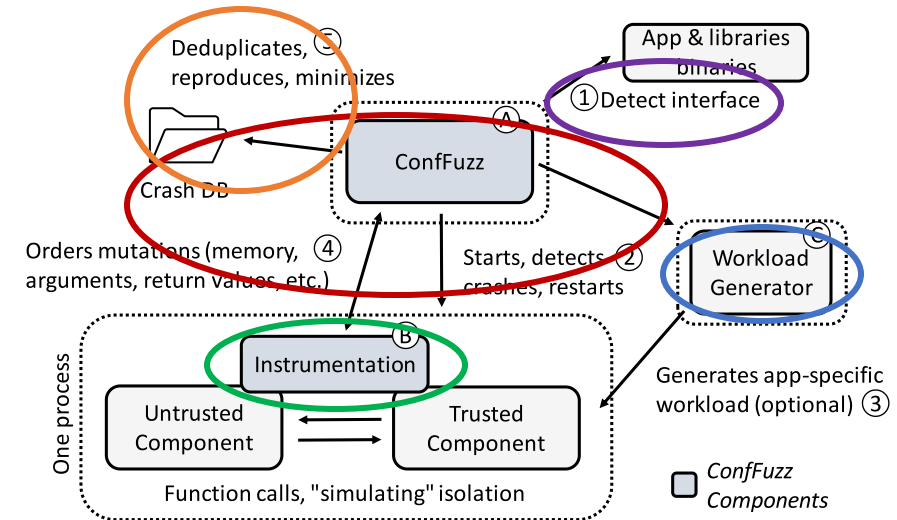 Deduplicates, ⑤
reproduces, minimizes
App & libraries
binaries
① Detect interface
A
ConfFuzz
Crash DB
Orders mutations (memory, ④
arguments, return values, etc.)
Starts, detects ②
crashes, restarts
C
Workload
Generator
B
Instrumentation
Untrusted
Component
Trusted
Component
Function calls, "simulating" isolation
One process
Generates app-specific
workload (optional) ③
ConfFuzz
Components